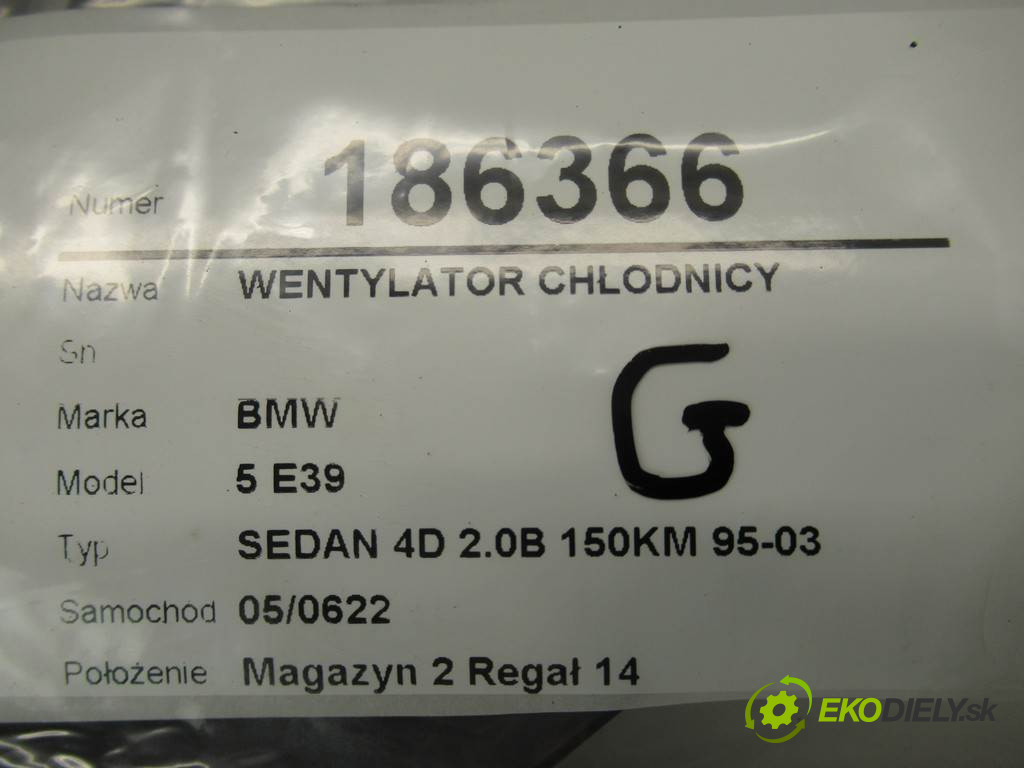 Numer 186366
Nazwa WENTYLATOR CHŁODNICY
Sn
G
Marka BMW
Model 5 E39
Typ SEDAN 4D 2.0B 150KM 95-03
Samochód 05/0622
Położenie Magazyn 2 Regał 14
EKODIELY.sk